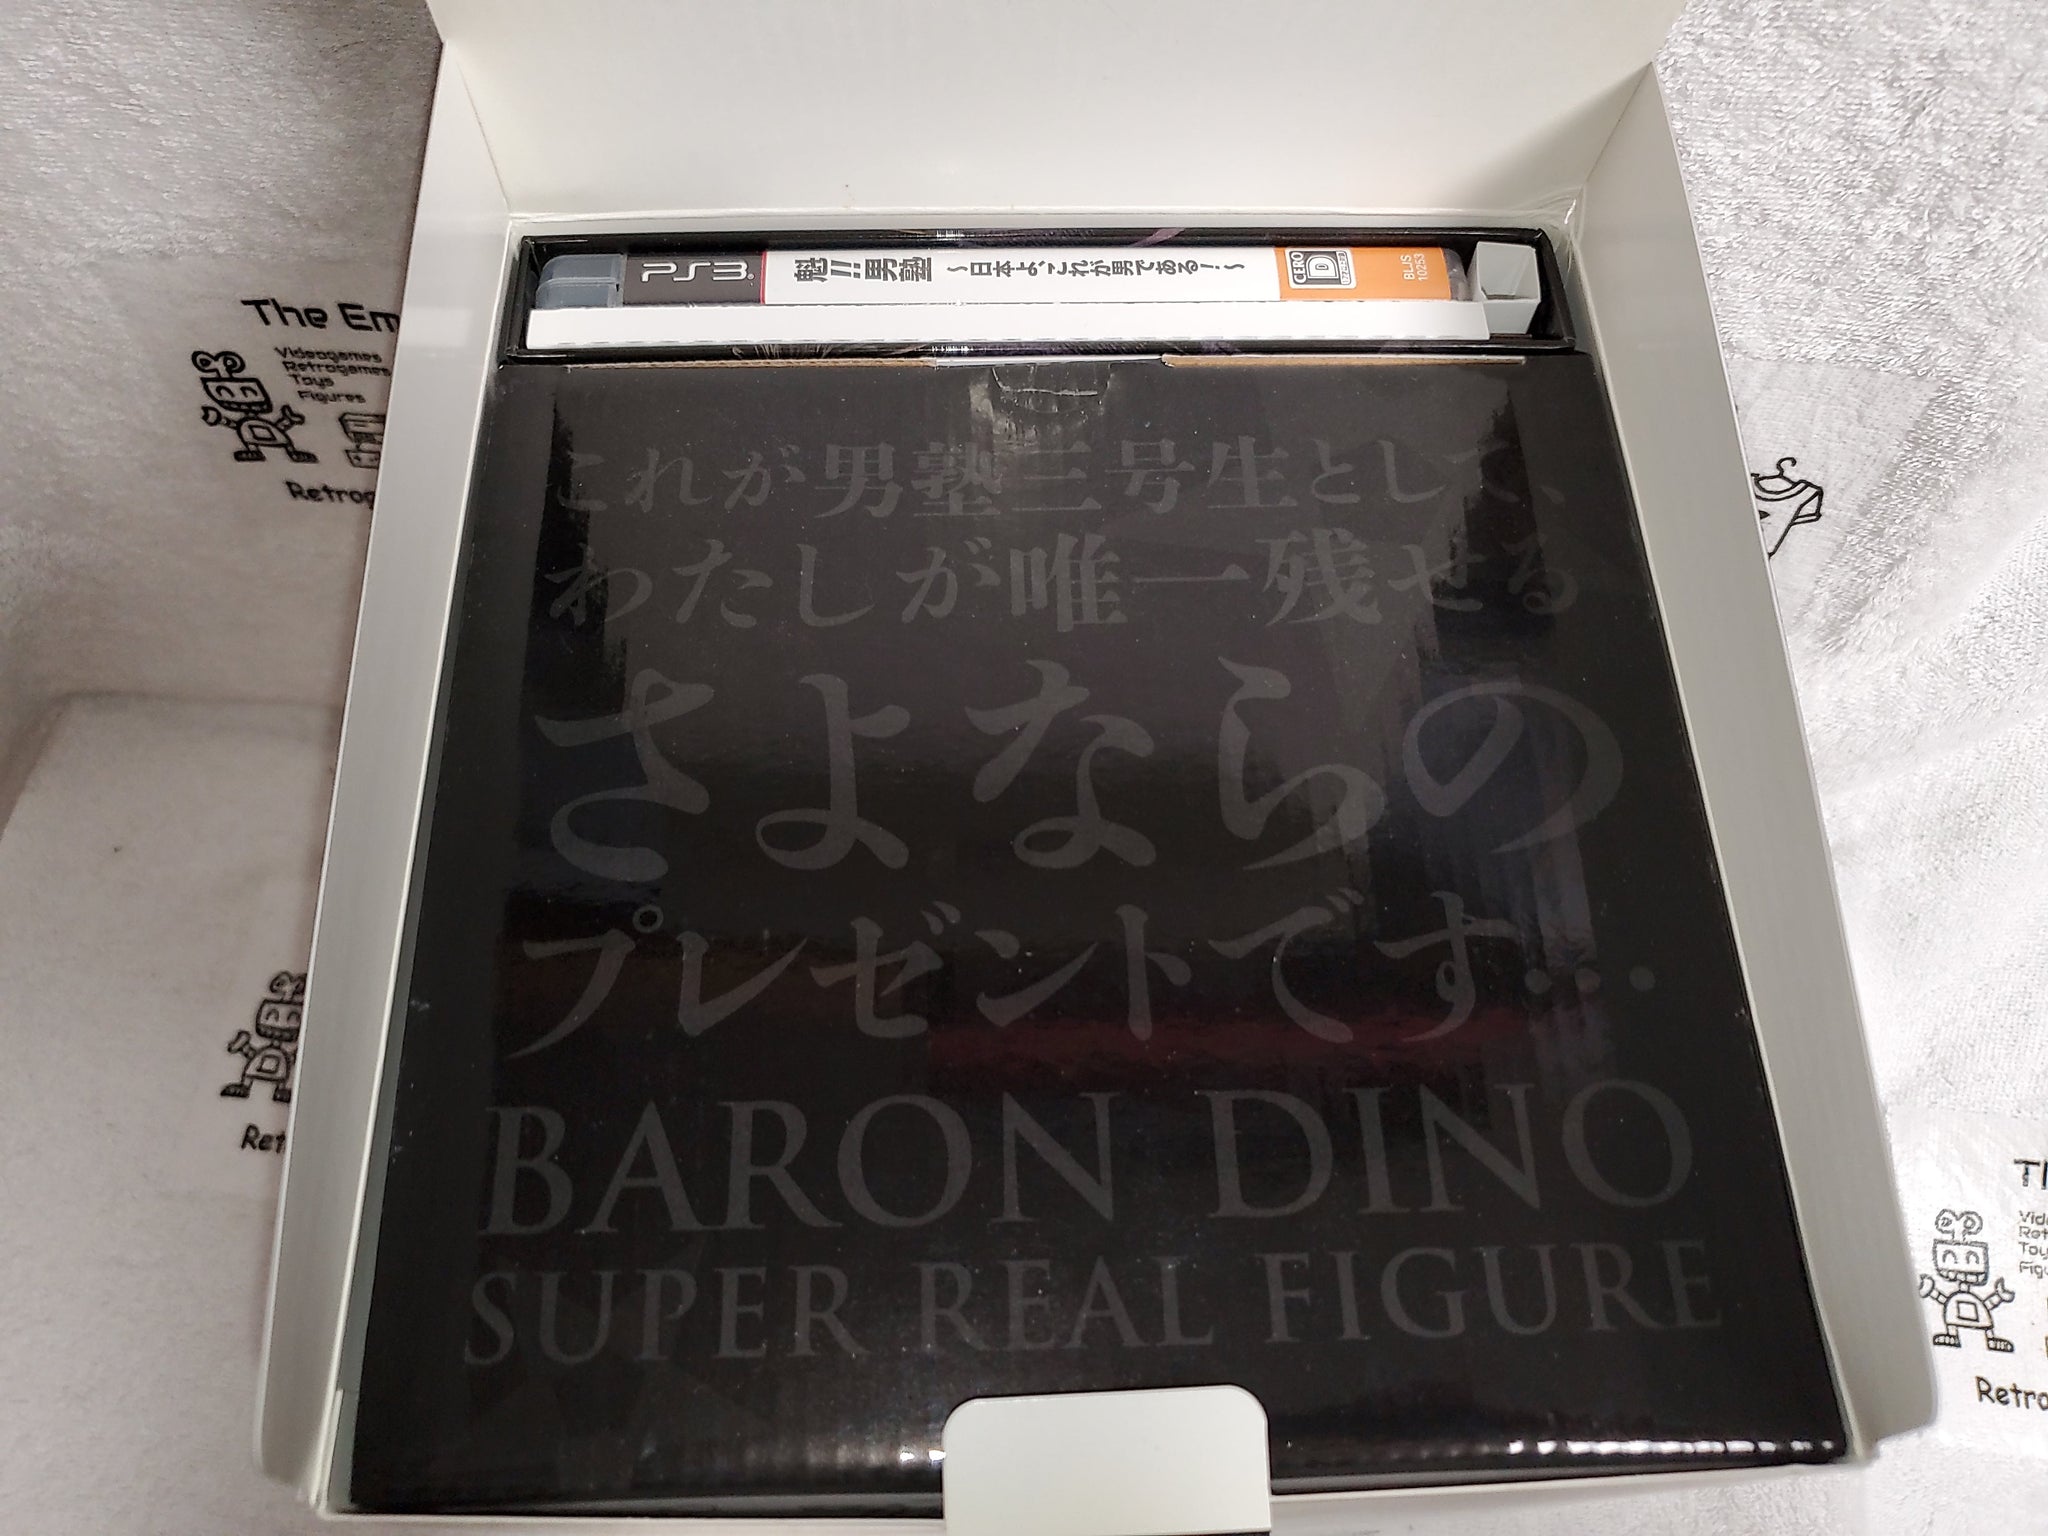 PS3 魁!!男塾 ～日本よ、これが男である!～ CERO D BLJS 10253
これが男塾三号生として、
わたしが唯一残せる
さよならの
プレゼントです…
BARON DINO
SUPER REAL FIGURE
The Em
Videogames
Retrogames
Toys
Figures
Retrog
Ret
Retro